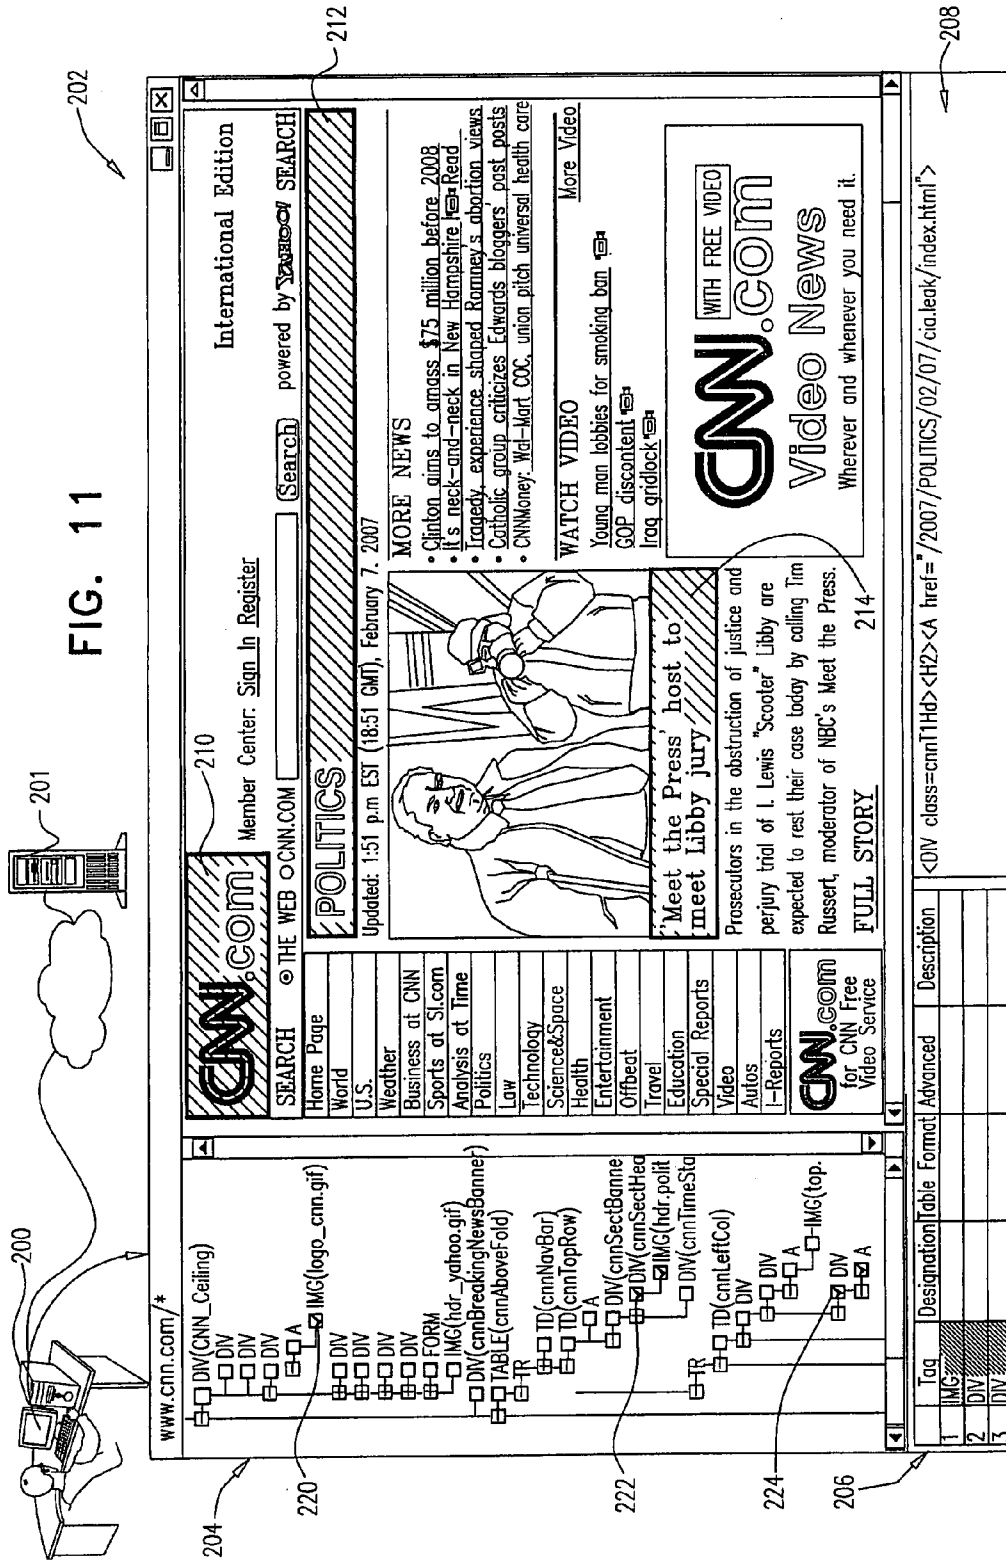 FIG. 11
200
201
202
www.cnn.com/*
204
DIV(CNN_Ceiling)
DIV
DIV
DIV
A
IMG(logo_cnn.gif)
220
DIV
DIV
DIV
DIV
FORM
IMG(hdr_yahoo.gif)
DIV(cnnBreakingNewsBanner)
TABLE(cnnAboveFold)
TR
TD(cnnNavBar)
TD(cnnTopRow)
A
DIV(cnnSectBanne
DIV(cnnSectHea
222
IMG(hdr.polit
DIV(cnnTimeSta
TR
TD(cnnLeftCol)
DIV
DIV
A
IMG(top.
224
DIV
A
CNN.com
210
Member Center: Sign In Register
International Edition
SEARCH THE WEB CNN.COM Search powered by YAHOO! SEARCH
Home Page
World
U.S.
Weather
Business at CNN
Sports at SI.com
Analysis at Time
Politics
Law
Technology
Science&Space
Health
Entertainment
Offbeat
Travel
Education
Special Reports
Video
Autos
I-Reports
CNN.com
for CNN Free
Video Service
POLITICS
212
Updated: 1:51 p.m EST (18:51 GMT), February 7. 2007
'Meet the Press' host to
meet Libby jury
214
Prosecutors in the obstruction of justice and
perjury trial of I. Lewis "Scooter" Libby are
expected to rest their case today by calling Tim
Russert, moderator of NBC's Meet the Press.
FULL STORY
MORE NEWS
• Clinton aims to amass $75 million before 2008
• It's neck-and-neck in New Hampshire Read
• Tragedy, experience shaped Romney's abortion views
• Catholic group criticizes Edwards bloggers' past posts
• CNNMoney: Wal-Mart COC, union pitch universal health care
WATCH VIDEO More Video
Young man lobbies for smoking ban
GOP discontent
Iraq gridlock
CNN.com
WITH FREE VIDEO
Video News
Wherever and whenever you need it.
206
Tag Designation Table Format Advanced Description
1 IMG
2 DIV
3 DIV
<DIV class=cnnT1Hd><H2><A href="/2007/POLITICS/02/07/cia.leak/index.html">
208